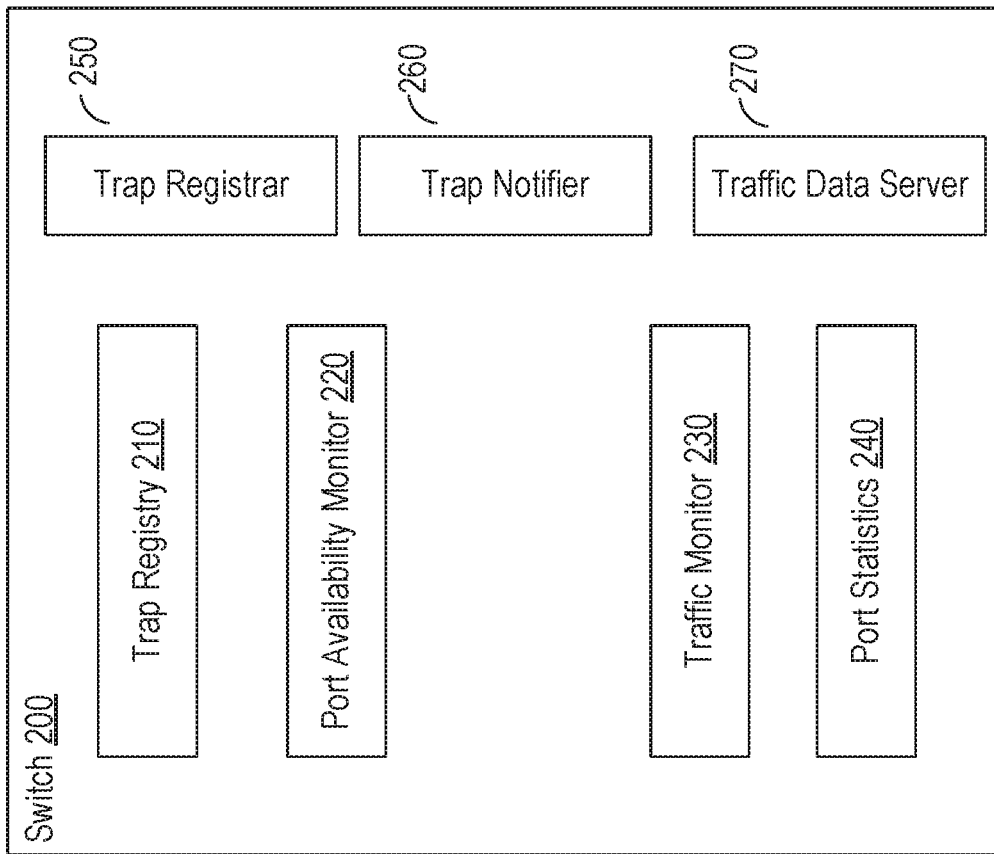 Switch 200
Trap Registry 210
Port Availability Monitor 220
Traffic Monitor 230
Port Statistics 240
Trap Registrar
250
Trap Notifier
260
Traffic Data Server
270